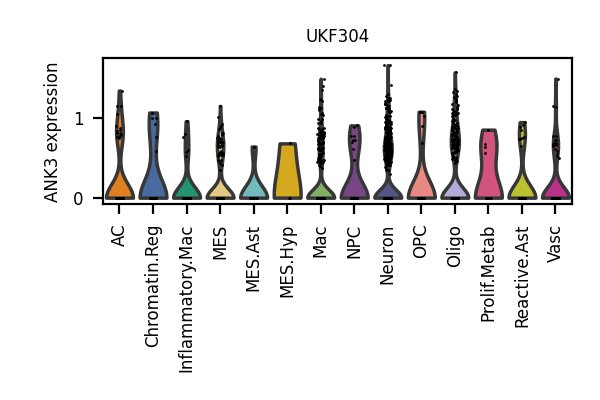 UKF304
ANK3 expression
1
0
AC
Chromatin.Reg
Inflammatory.Mac
MES
MES.Ast
MES.Hyp
Mac
NPC
Neuron
OPC
Oligo
Prolif.Metab
Reactive.Ast
Vasc